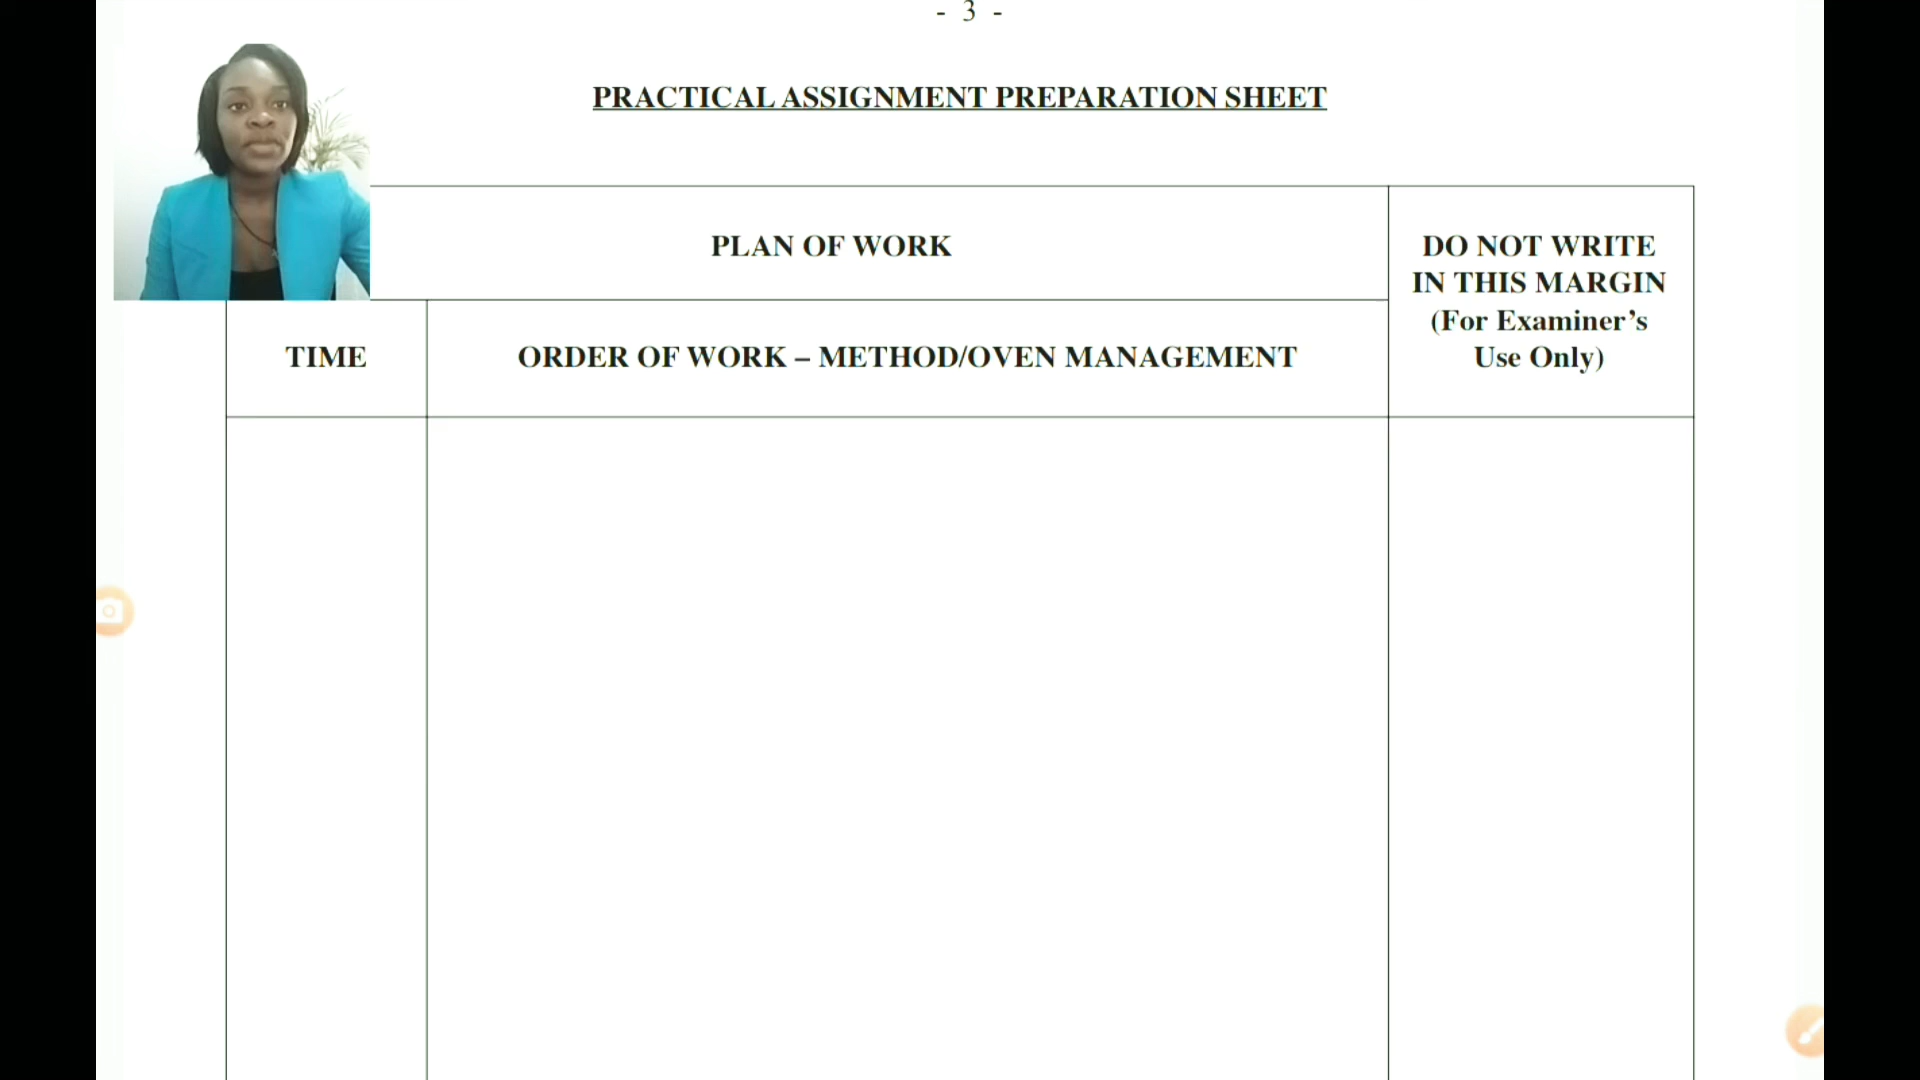 - 3 -
PRACTICAL ASSIGNMENT PREPARATION SHEET
PLAN OF WORK
DO NOT WRITE
IN THIS MARGIN
(For Examiner’s
Use Only)
TIME
ORDER OF WORK – METHOD/OVEN MANAGEMENT